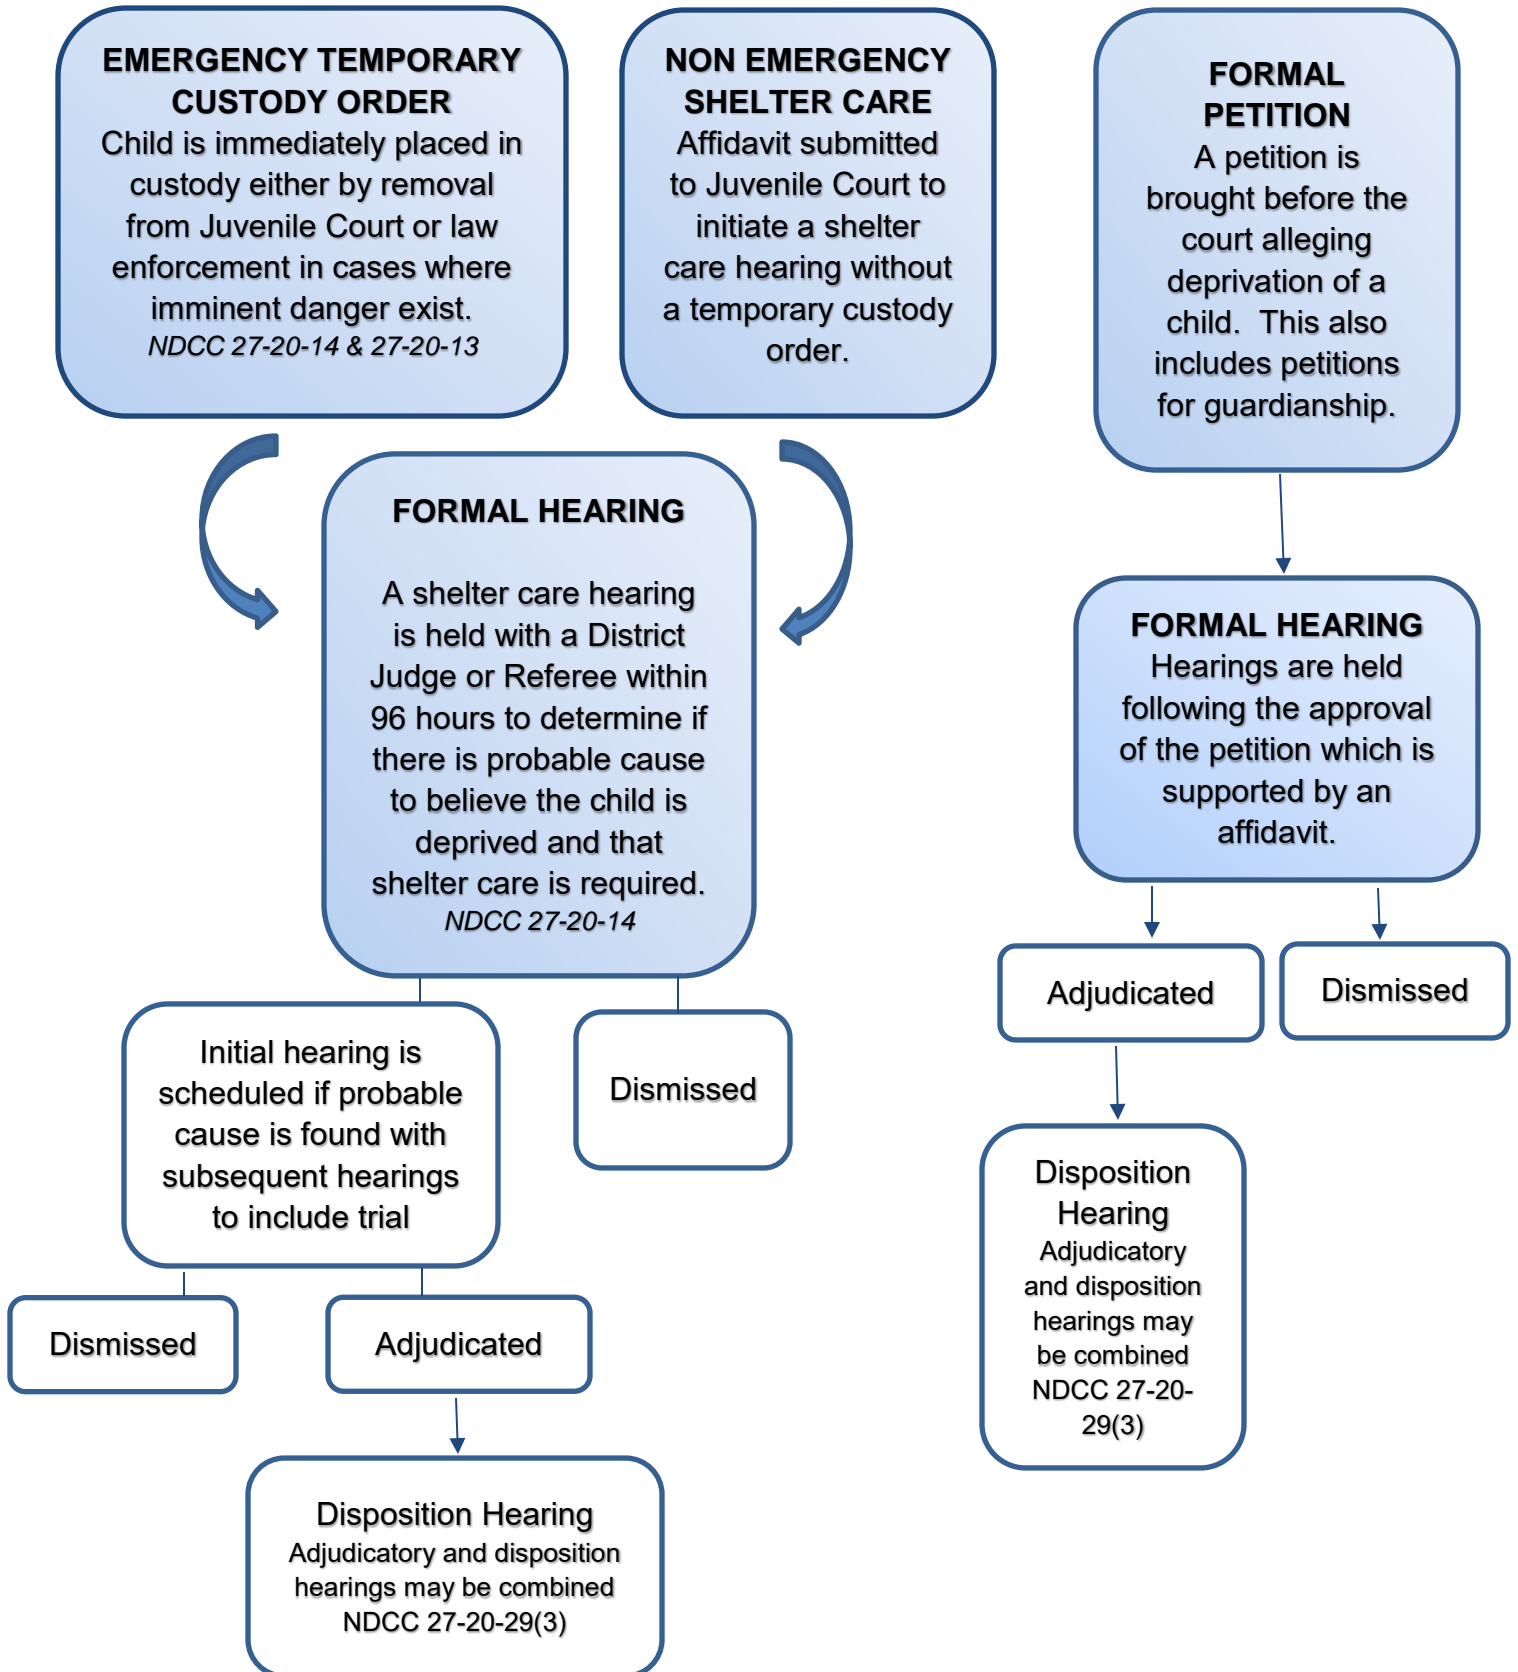 EMERGENCY TEMPORARY
CUSTODY ORDER
Child is immediately placed in
custody either by removal
from Juvenile Court or law
enforcement in cases where
imminent danger exist.
NDCC 27-20-14 & 27-20-13
NON EMERGENCY
SHELTER CARE
Affidavit submitted
to Juvenile Court to
initiate a shelter
care hearing without
a temporary custody
order.
FORMAL
PETITION
A petition is
brought before the
court alleging
deprivation of a
child.  This also
includes petitions
for guardianship.
FORMAL HEARING
A shelter care hearing
is held with a District
Judge or Referee within
96 hours to determine if
there is probable cause
to believe the child is
deprived and that
shelter care is required.
NDCC 27-20-14
FORMAL HEARING
Hearings are held
following the approval
of the petition which is
supported by an
affidavit.
Adjudicated
Dismissed
Initial hearing is
scheduled if probable
cause is found with
subsequent hearings
to include trial
Dismissed
Disposition
Hearing
Adjudicatory
and disposition
hearings may
be combined
NDCC 27-20-
29(3)
Dismissed
Adjudicated
Disposition Hearing
Adjudicatory and disposition
hearings may be combined
NDCC 27-20-29(3)